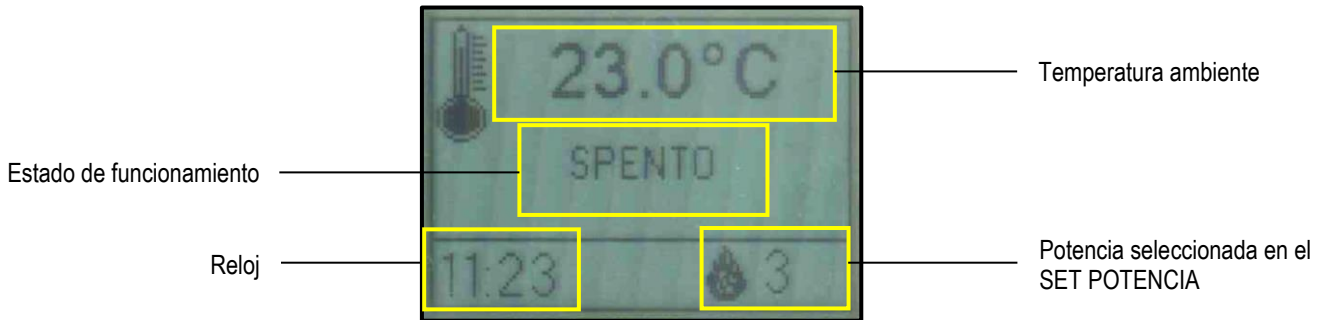 23.0°C
Temperatura ambiente
SPENTO
Estado de funcionamiento
Reloj
11:23
3
Potencia seleccionada en el
SET POTENCIA